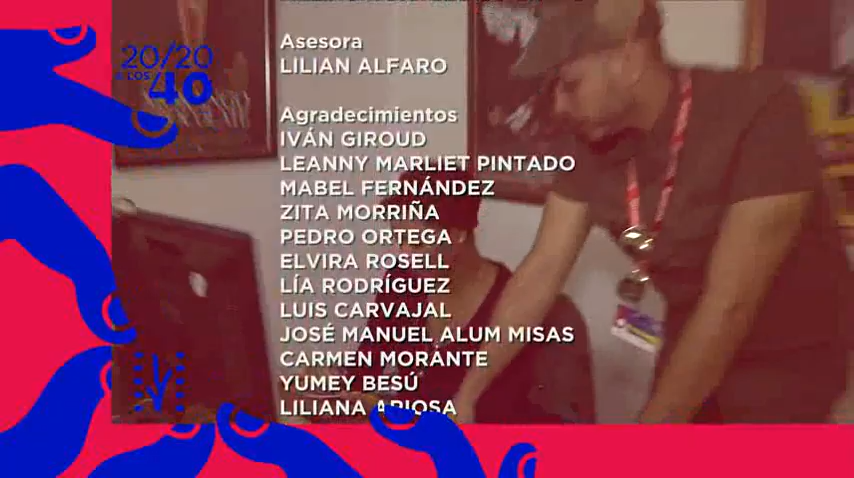 20/20
A LOS
40
Asesora
LILIAN ALFARO
Agradecimientos
IVÁN GIROUD
LEANNY MARLIET PINTADO
MABEL FERNÁNDEZ
ZITA MORRIÑA
PEDRO ORTEGA
ELVIRA ROSELL
LÍA RODRÍGUEZ
LUIS CARVAJAL
JOSÉ MANUEL ALUM MISAS
CARMEN MORANTE
YUMEY BESÚ
LILIANA ARIOSA